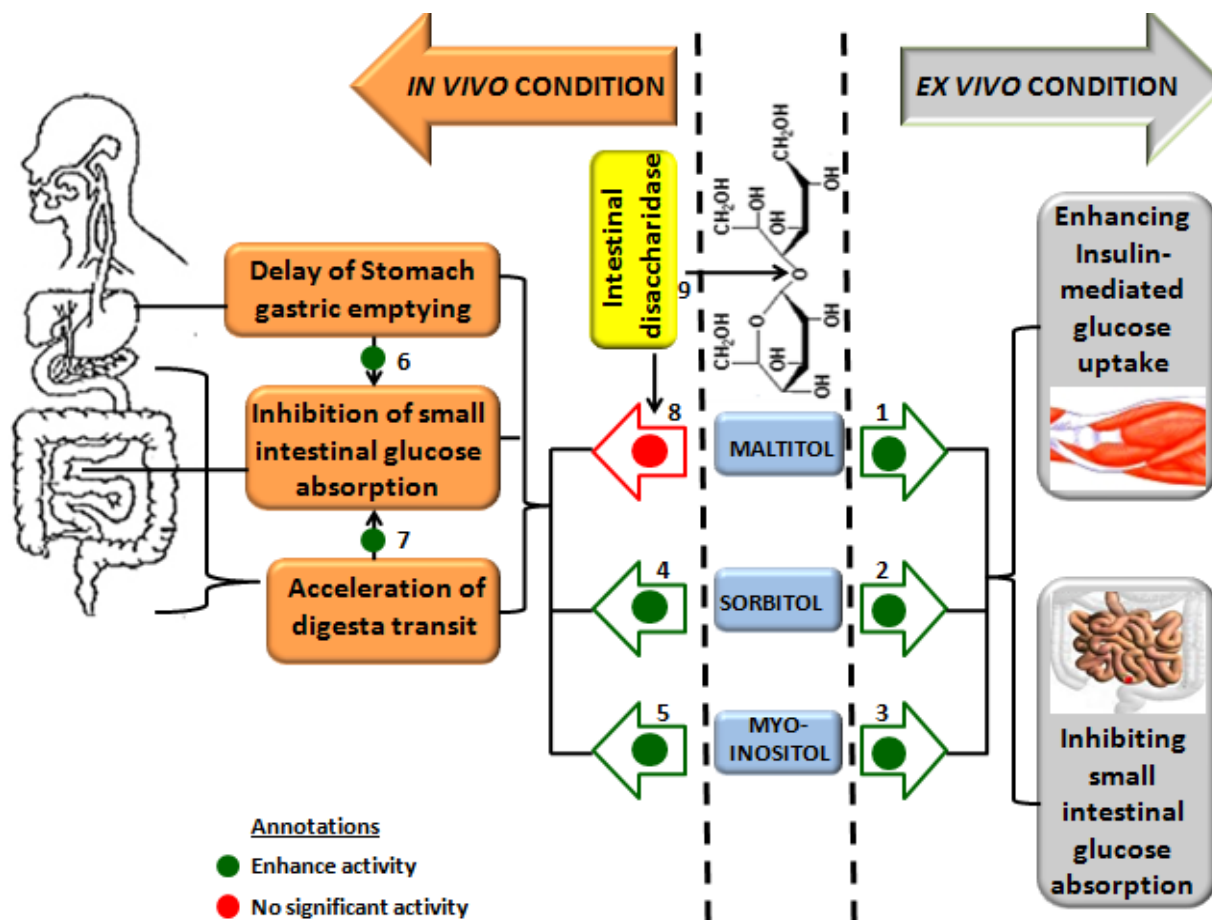 IN VIVO CONDITION
EX VIVO CONDITION
Delay of Stomach
gastric emptying
6
Inhibition of small
intestinal glucose
absorption
7
Acceleration of
digesta transit
Intestinal
disaccharidase
9
CH₂OH
OH
CH₂OH
OH
OH
OH
O
O
OH
CH₂OH
OH
OH
OH
8
MALTITOL
1
4
SORBITOL
2
5
MYO-
INOSITOL
3
Enhancing
Insulin-
mediated
glucose
uptake
Inhibiting
small
intestinal
glucose
absorption
Annotations
Enhance activity
No significant activity